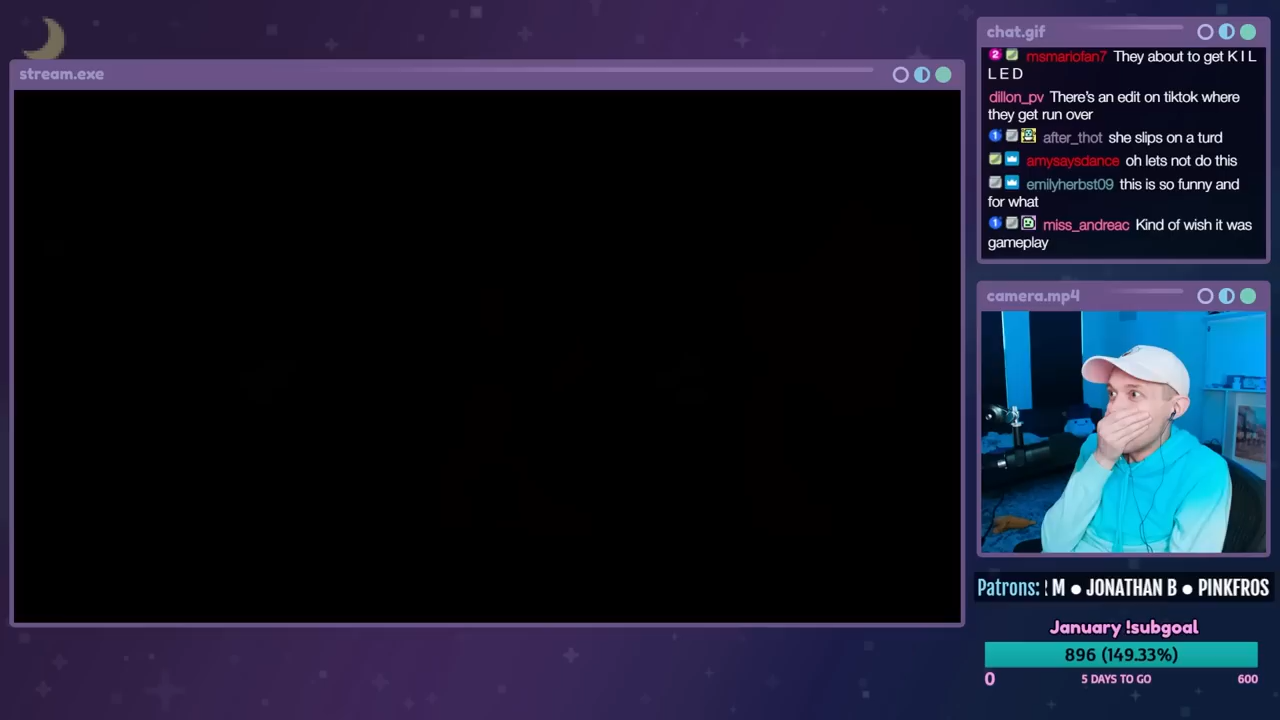 stream.exe
chat.gif
2 msmariofan7 They about to get K I L
L E D
dillon_pv There's an edit on tiktok where
they get run over
1 after_thot she slips on a turd
amysaysdance oh lets not do this
emilyherbst09 this is so funny and
for what
1 miss_andreac Kind of wish it was
gameplay
camera.mp4
Patrons: M ● JONATHAN B ● PINKFROS
January !subgoal
896 (149.33%)
0 5 DAYS TO GO 600